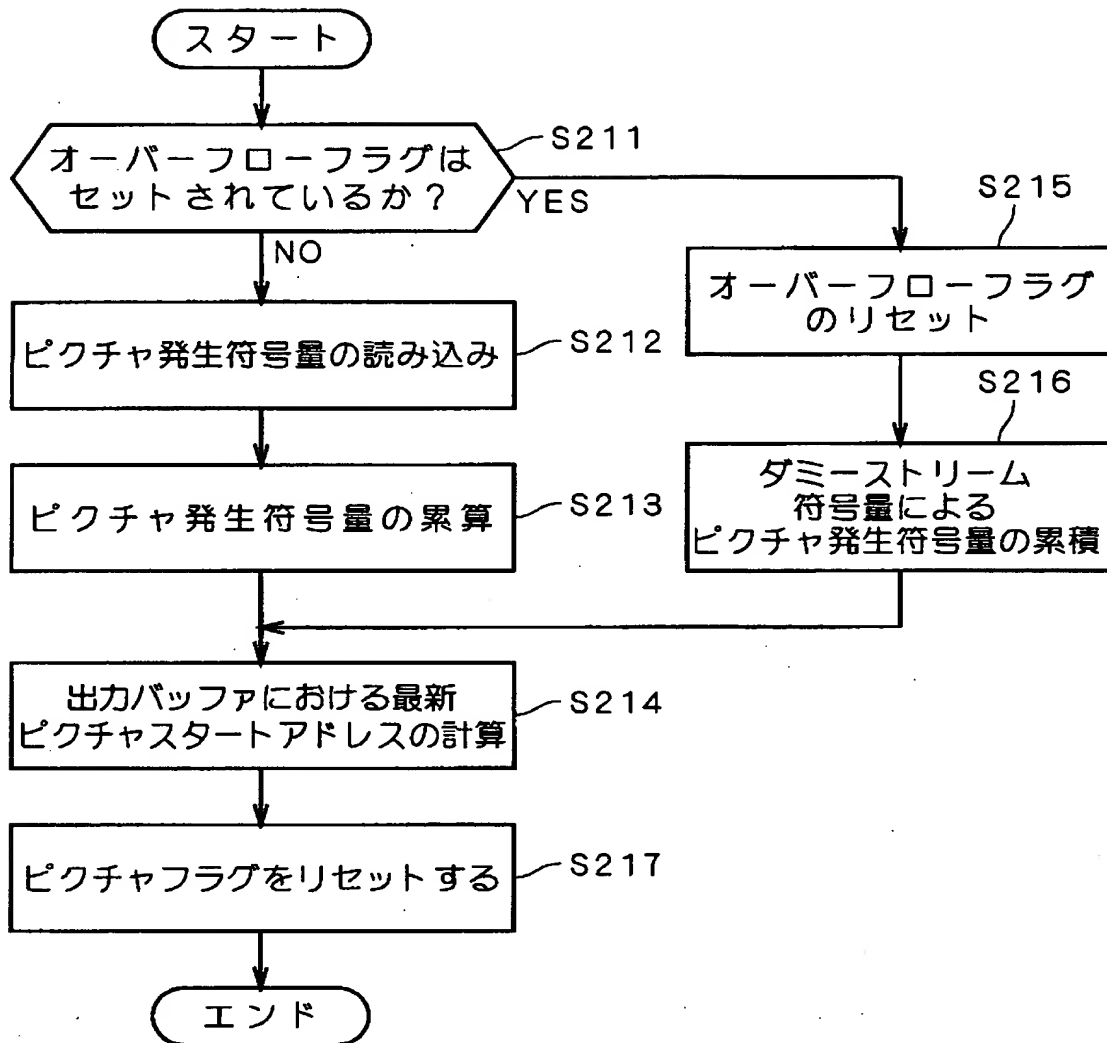 スタート
オーバーフローフラグは
セットされているか？
S211
YES
NO
S215
オーバーフローフラグ
のリセット
ピクチャ発生符号量の読み込み
S212
S216
ダミーストリーム
符号量による
ピクチャ発生符号量の累積
ピクチャ発生符号量の累算
S213
出力バッファにおける最新
ピクチャスタートアドレスの計算
S214
ピクチャフラグをリセットする
S217
エンド